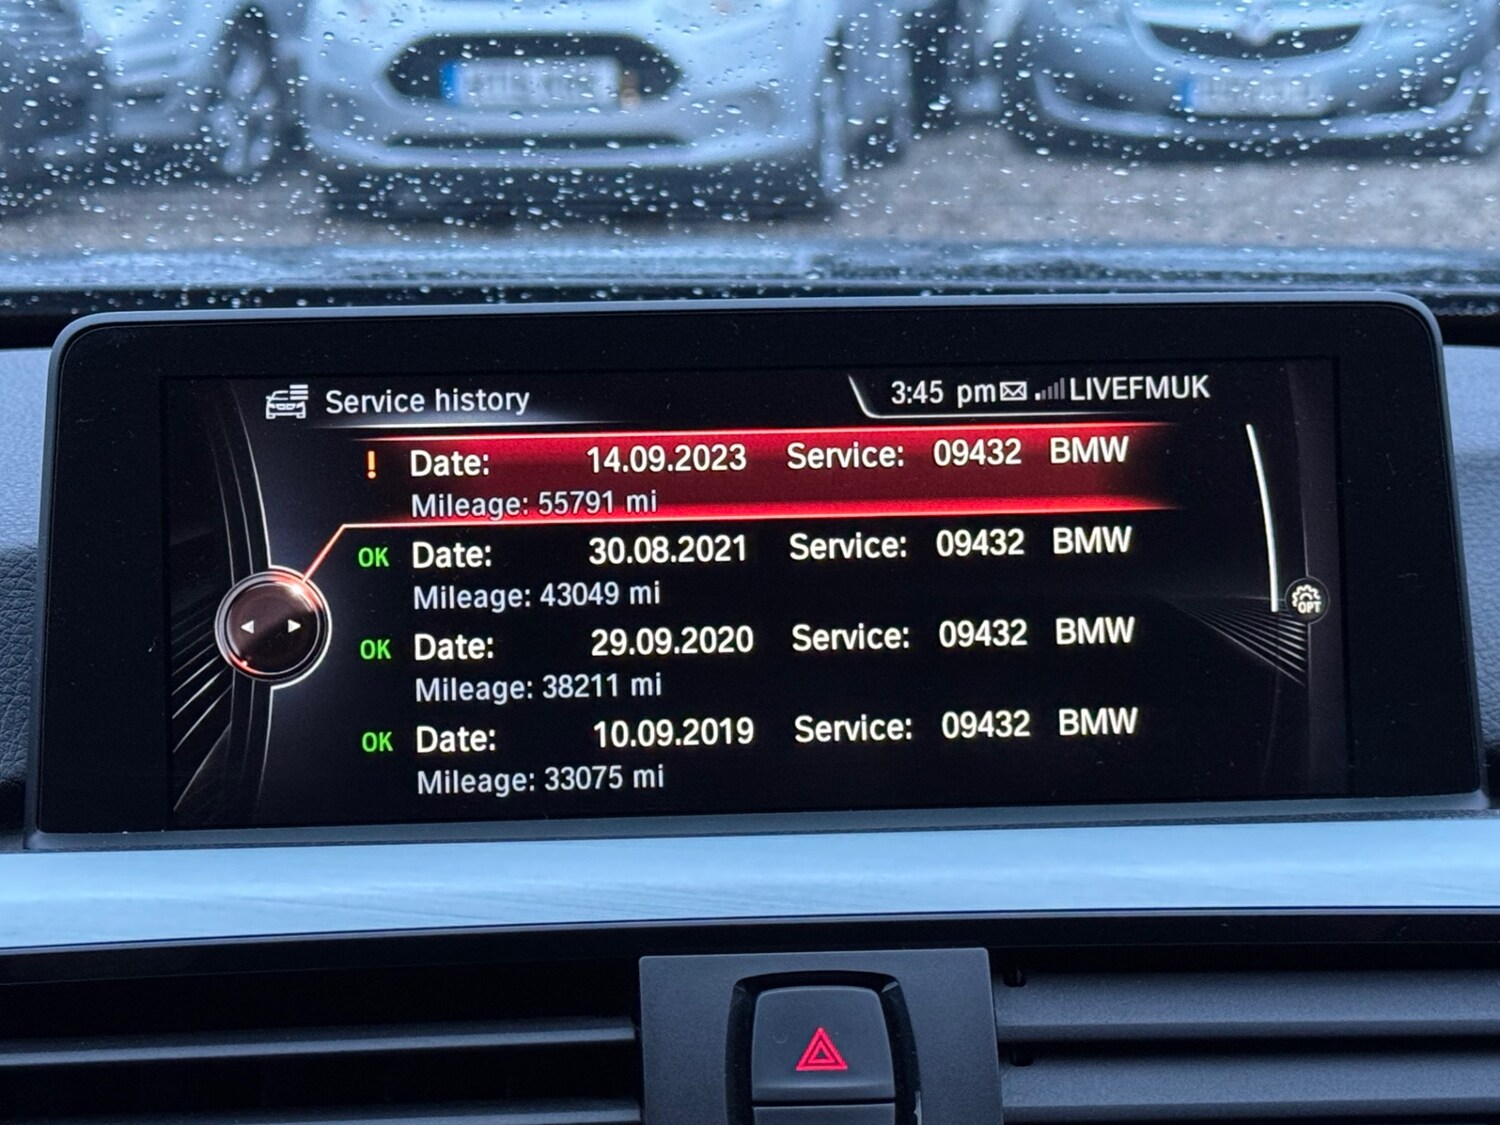 Service history
3:45 pm LIVEFMUK
! Date: 14.09.2023 Service: 09432 BMW
Mileage: 55791 mi
OK Date: 30.08.2021 Service: 09432 BMW
Mileage: 43049 mi
OK Date: 29.09.2020 Service: 09432 BMW
Mileage: 38211 mi
OK Date: 10.09.2019 Service: 09432 BMW
Mileage: 33075 mi
OPT